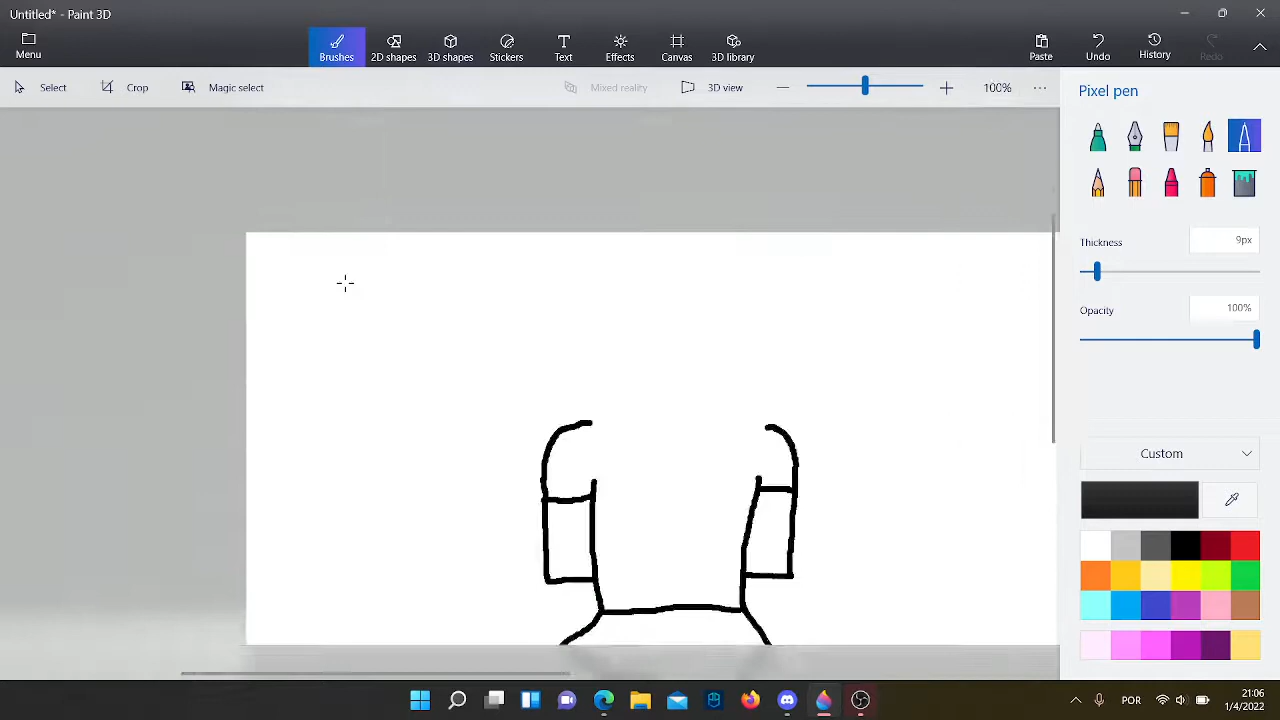 Untitled* - Paint 3D
Menu
Brushes
2D shapes
3D shapes
Stickers
Text
Effects
Canvas
3D library
Paste
Undo
History
Redo
Select
Crop
Magic select
Mixed reality
3D view
100%
Pixel pen
Thickness
9px
Opacity
100%
Custom
POR
21:06
1/4/2022